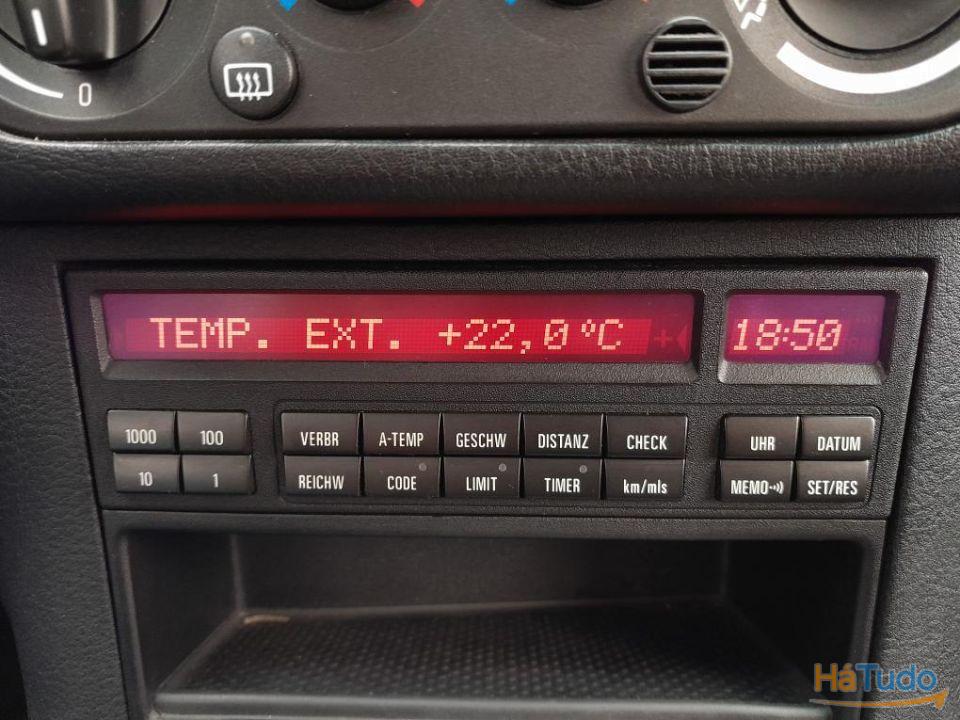 0
TEMP. EXT. +22,0ºC +
18:50
1000 100
10 1
VERBR A-TEMP GESCHW DISTANZ CHECK
REICHW CODE LIMIT TIMER km/mls
UHR DATUM
MEMO SET/RES
HáTudo